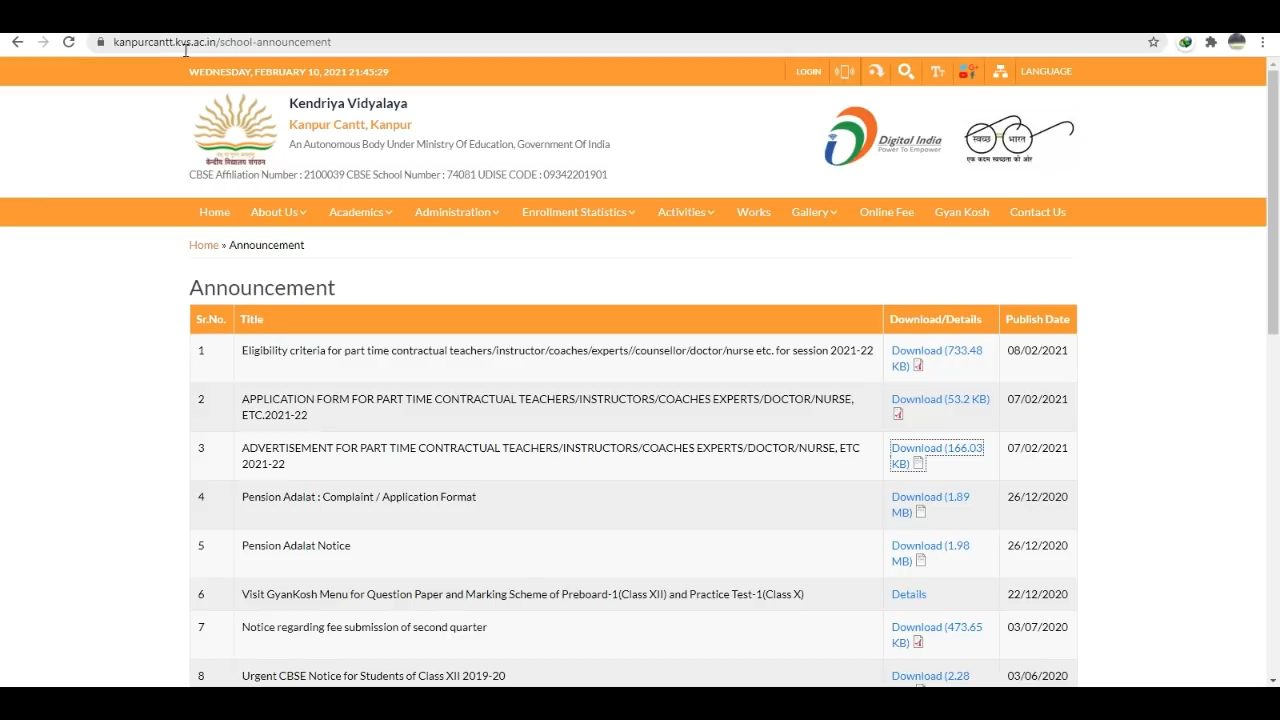 kanpurcantt.kvs.ac.in/school-announcement
WEDNESDAY, FEBRUARY 10, 2021 21:45:29
LOGIN
TT
LANGUAGE
Kendriya Vidyalaya
Kanpur Cantt, Kanpur
An Autonomous Body Under Ministry Of Education, Government Of India
केन्द्रीय विद्यालय संगठन
CBSE Affiliation Number : 2100039 CBSE School Number : 74081 UDISE CODE : 09342201901
Digital India
Power To Empower
स्वच्छ भारत
एक कदम स्वच्छता की ओर
Home About Us Academics Administration Enrollment Statistics Activities Works Gallery Online Fee Gyan Kosh Contact Us
Home » Announcement
Announcement
Sr.No. Title Download/Details Publish Date
1 Eligibility criteria for part time contractual teachers/instructor/coaches/experts//counsellor/doctor/nurse etc. for session 2021-22 Download (733.48 08/02/2021
KB)
2 APPLICATION FORM FOR PART TIME CONTRACTUAL TEACHERS/INSTRUCTORS/COACHES EXPERTS/DOCTOR/NURSE, Download (53.2 KB) 07/02/2021
ETC.2021-22
3 ADVERTISEMENT FOR PART TIME CONTRACTUAL TEACHERS/INSTRUCTORS/COACHES EXPERTS/DOCTOR/NURSE, ETC Download (166.03 07/02/2021
2021-22 KB)
4 Pension Adalat : Complaint / Application Format Download (1.89 26/12/2020
MB)
5 Pension Adalat Notice Download (1.98 26/12/2020
MB)
6 Visit GyanKosh Menu for Question Paper and Marking Scheme of Preboard-1(Class XII) and Practice Test-1(Class X) Details 22/12/2020
7 Notice regarding fee submission of second quarter Download (473.65 03/07/2020
KB)
8 Urgent CBSE Notice for Students of Class XII 2019-20 Download (2.28 03/06/2020